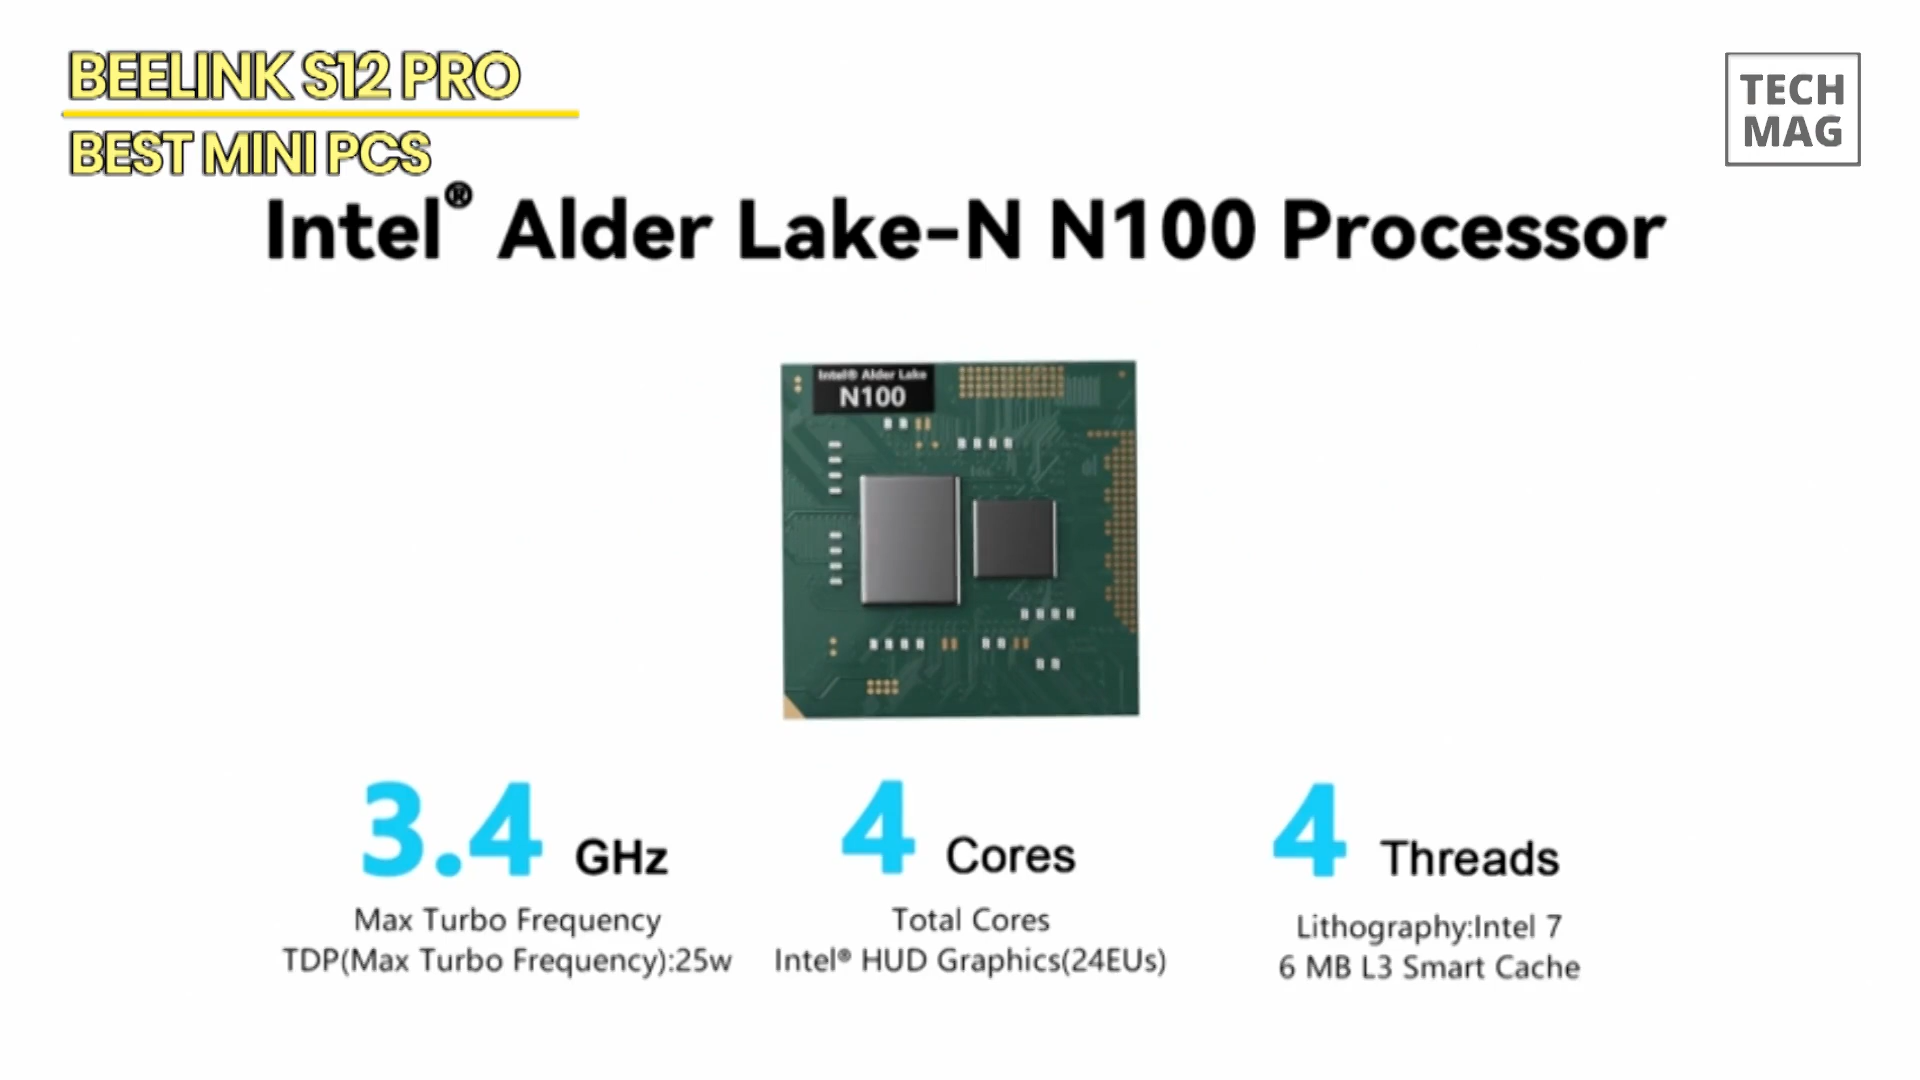 BEELINK S12 PRO
BEST MINI PCS
TECH
MAG
Intel® Alder Lake-N N100 Processor
Intel® Alder Lake
N100
3.4 GHz
Max Turbo Frequency
TDP(Max Turbo Frequency):25w
4 Cores
Total Cores
Intel® HUD Graphics(24EUs)
4 Threads
Lithography:Intel 7
6 MB L3 Smart Cache